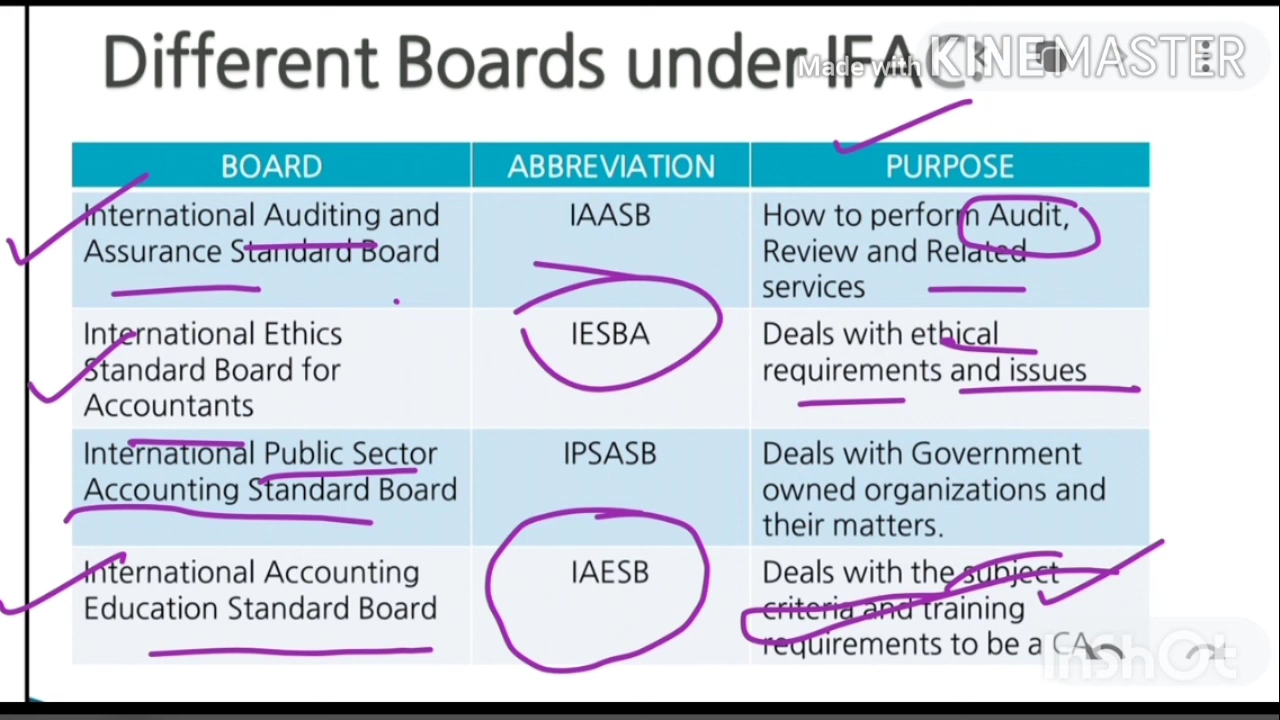 Different Boards under IFAC:
Made with KINEMASTER
BOARD
ABBREVIATION
PURPOSE
International Auditing and
Assurance Standard Board
IAASB
How to perform Audit,
Review and Related
services
International Ethics
Standard Board for
Accountants
IESBA
Deals with ethical
requirements and issues
International Public Sector
Accounting Standard Board
IPSASB
Deals with Government
owned organizations and
their matters.
International Accounting
Education Standard Board
IAESB
Deals with the subject
criteria and training
requirements to be a CA
InShOt